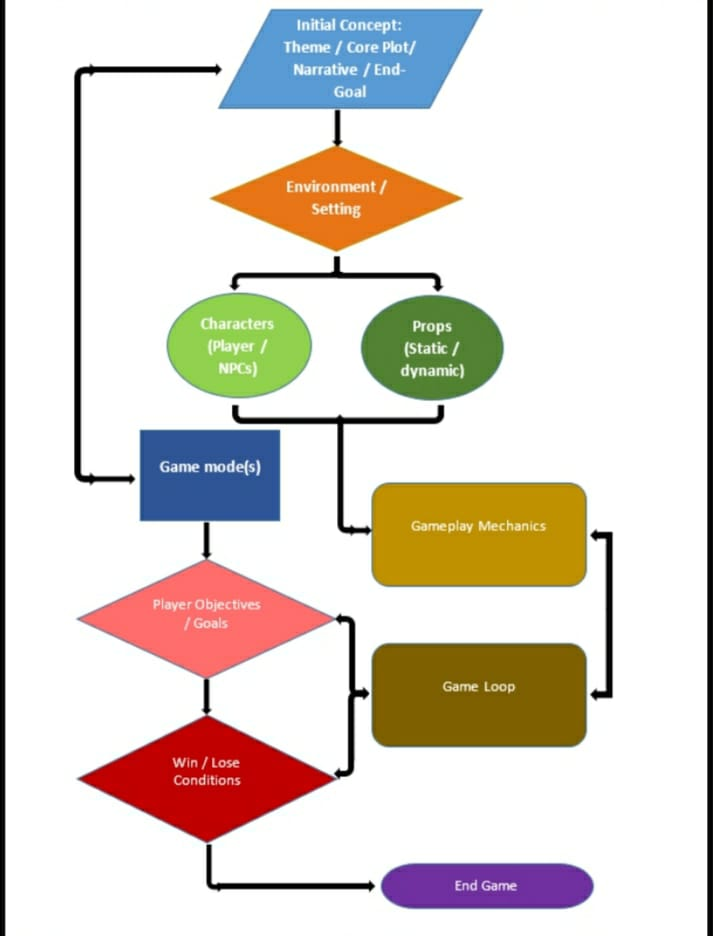 Initial Concept:
Theme / Core Plot/
Narrative / End-
Goal
Environment /
Setting
Characters
(Player /
NPCs)
Props
(Static /
dynamic)
Game mode(s)
Gameplay Mechanics
Player Objectives
/ Goals
Game Loop
Win / Lose
Conditions
End Game